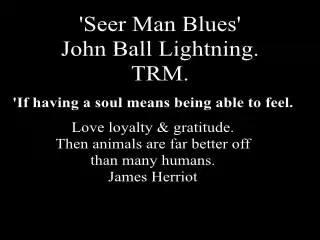 'Seer Man Blues'
John Ball Lightning.
TRM.
'If having a soul means being able to feel.
Love loyalty & gratitude.
Then animals are far better off
than many humans.
James Herriot